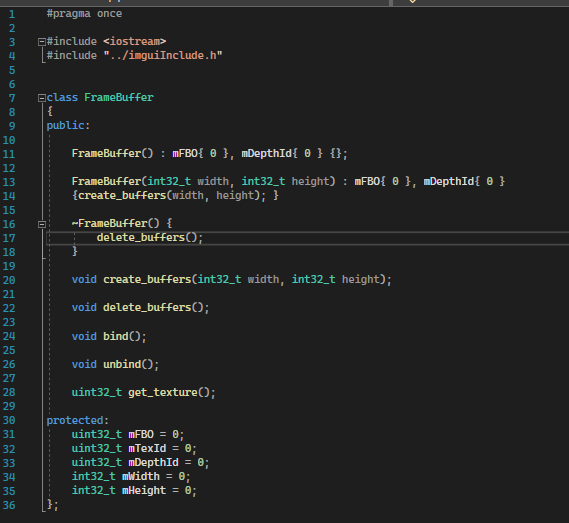 1 #pragma once
2
3 #include <iostream>
4 #include "../imguiInclude.h"
5
6
7 class FrameBuffer
8 {
9 public:
10
11 FrameBuffer() : mFBO{ 0 }, mDepthId{ 0 } {};
12
13 FrameBuffer(int32_t width, int32_t height) : mFBO{ 0 }, mDepthId{ 0 }
14 {create_buffers(width, height); }
15
16 ~FrameBuffer() {
17 delete_buffers();
18 }
19
20 void create_buffers(int32_t width, int32_t height);
21
22 void delete_buffers();
23
24 void bind();
25
26 void unbind();
27
28 uint32_t get_texture();
29
30 protected:
31 uint32_t mFBO = 0;
32 uint32_t mTexId = 0;
33 uint32_t mDepthId = 0;
34 int32_t mWidth = 0;
35 int32_t mHeight = 0;
36 };